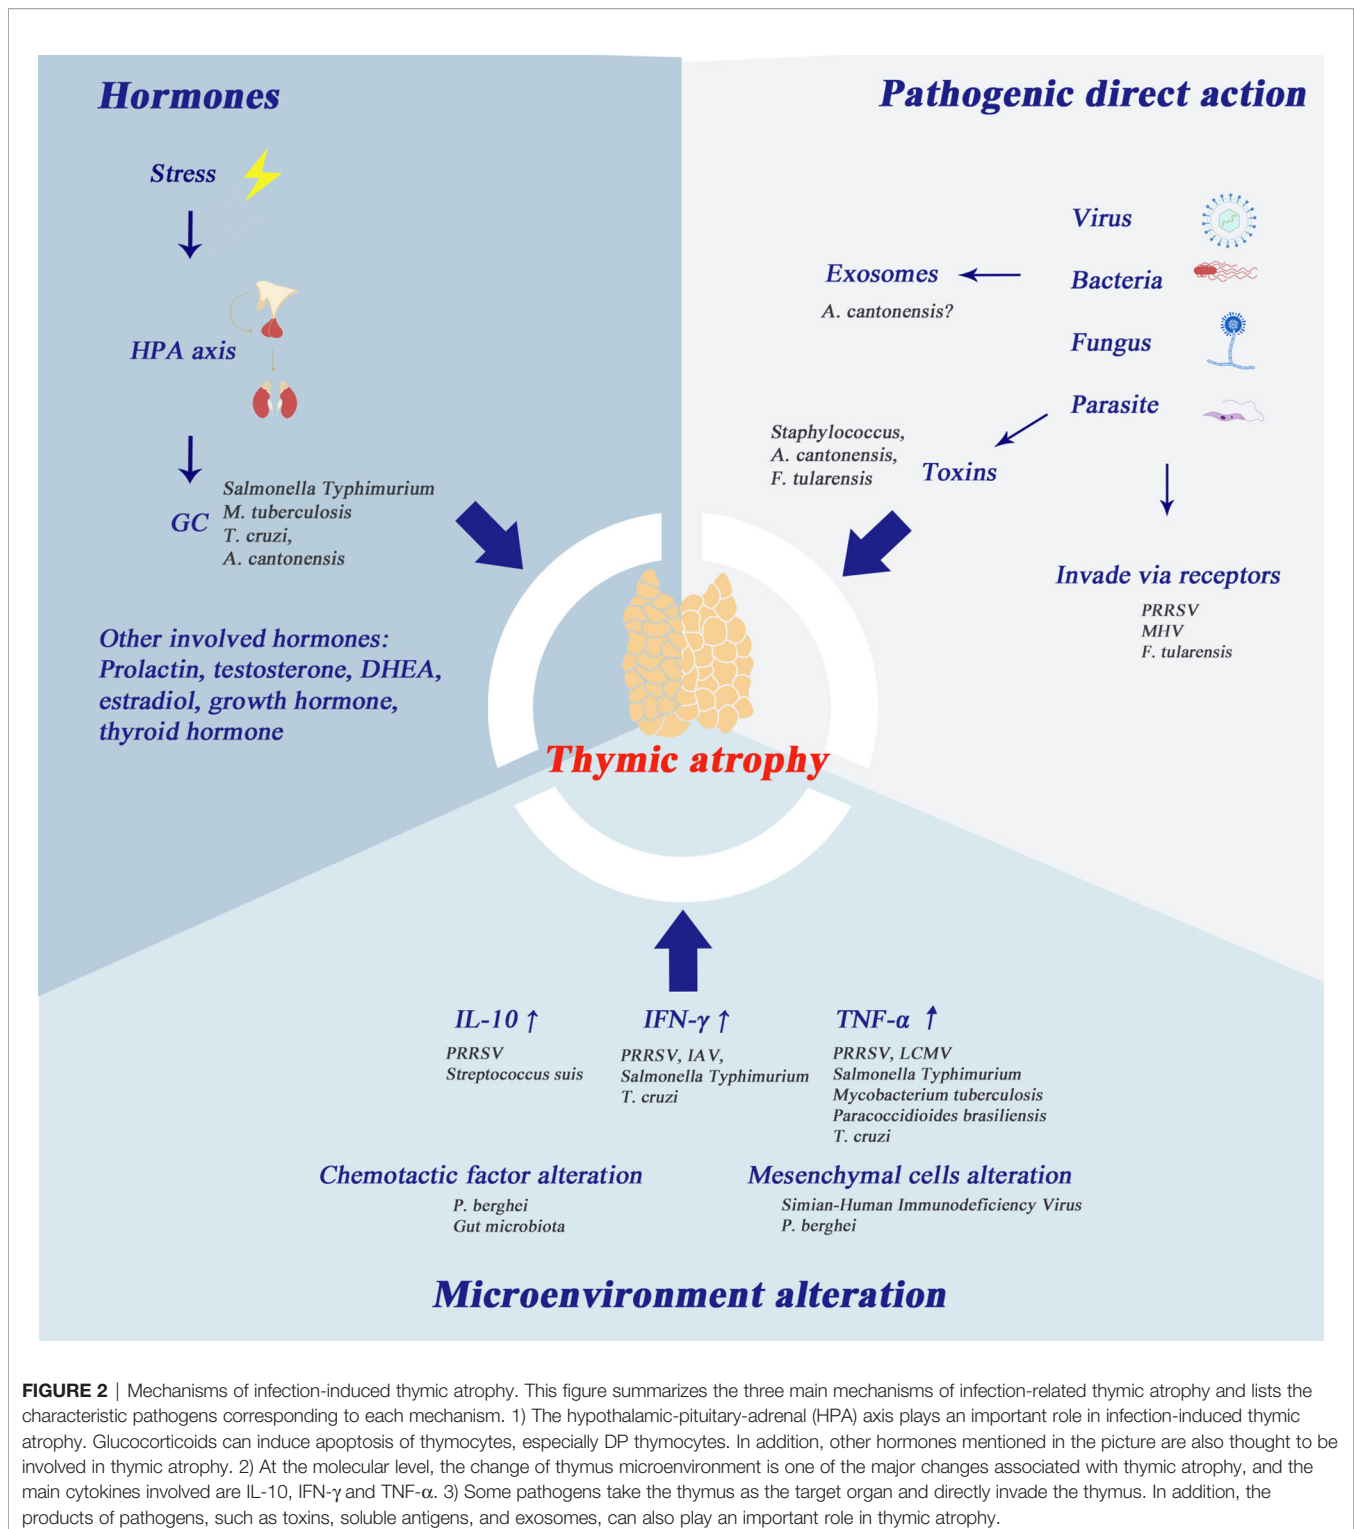 Hormones
Stress
HPA axis
GC
Salmonella Typhimurium
M. tuberculosis
T. cruzi,
A. cantonensis
Other involved hormones:
Prolactin, testosterone, DHEA,
estradiol, growth hormone,
thyroid hormone
Pathogenic direct action
Virus
Bacteria
Fungus
Parasite
Exosomes
A. cantonensis?
Staphylococcus,
A. cantonensis,
F. tularensis
Toxins
Invade via receptors
PRRSV
MHV
F. tularensis
Thymic atrophy
IL-10 ↑
PRRSV
Streptococcus suis
IFN-γ ↑
PRRSV, IAV,
Salmonella Typhimurium
T. cruzi
TNF-α ↑
PRRSV, LCMV
Salmonella Typhimurium
Mycobacterium tuberculosis
Paracoccidioides brasiliensis
T. cruzi
Chemotactic factor alteration
P. berghei
Gut microbiota
Mesenchymal cells alteration
Simian-Human Immunodeficiency Virus
P. berghei
Microenvironment alteration
FIGURE 2 | Mechanisms of infection-induced thymic atrophy. This figure summarizes the three main mechanisms of infection-related thymic atrophy and lists the
characteristic pathogens corresponding to each mechanism. 1) The hypothalamic-pituitary-adrenal (HPA) axis plays an important role in infection-induced thymic
atrophy. Glucocorticoids can induce apoptosis of thymocytes, especially DP thymocytes. In addition, other hormones mentioned in the picture are also thought to be
involved in thymic atrophy. 2) At the molecular level, the change of thymus microenvironment is one of the major changes associated with thymic atrophy, and the
main cytokines involved are IL-10, IFN-γ and TNF-α. 3) Some pathogens take the thymus as the target organ and directly invade the thymus. In addition, the
products of pathogens, such as toxins, soluble antigens, and exosomes, can also play an important role in thymic atrophy.